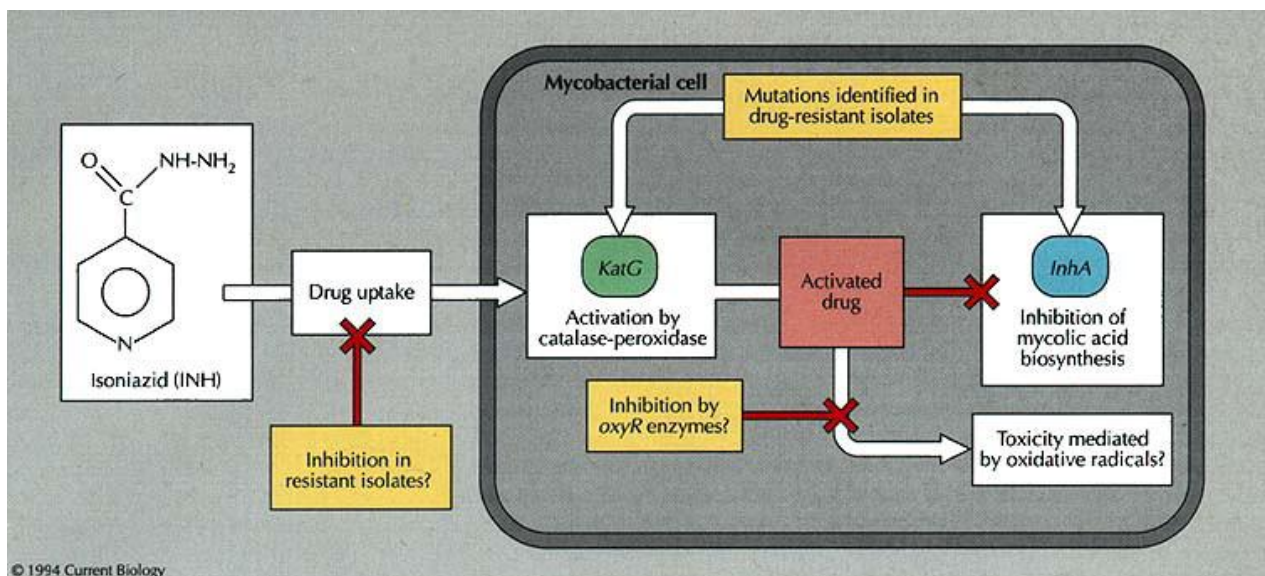 Mycobacterial cell
Mutations identified in
drug-resistant isolates
O
NH-NH₂
C
N
Isoniazid (INH)
Drug uptake
KatG
Activation by
catalase-peroxidase
Activated
drug
InhA
Inhibition of
mycolic acid
biosynthesis
Inhibition in
resistant isolates?
Inhibition by
oxyR enzymes?
Toxicity mediated
by oxidative radicals?
© 1994 Current Biology